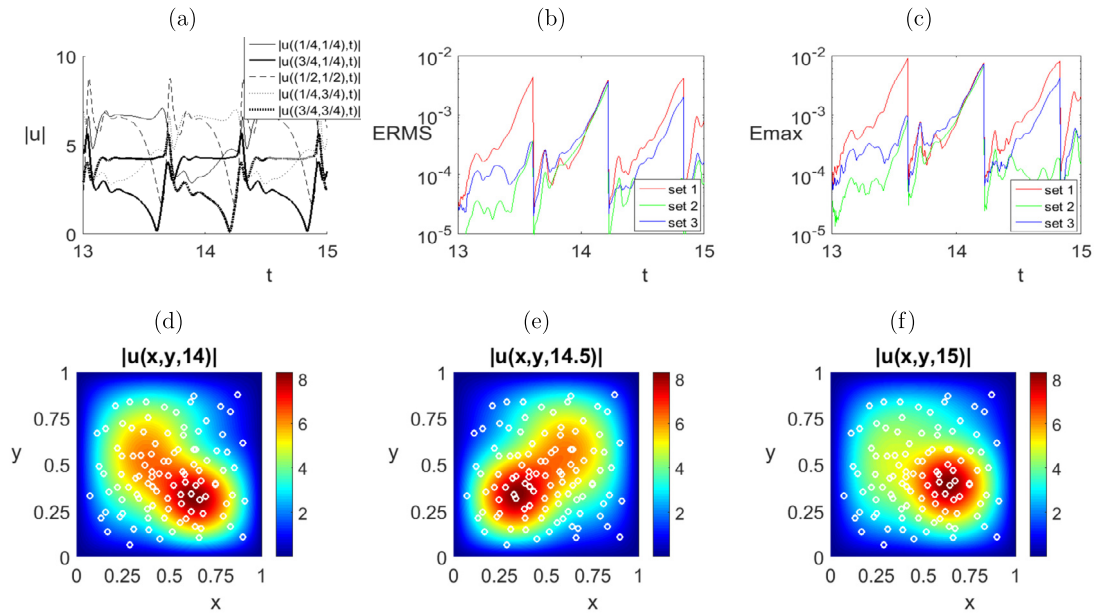 (a)
10
5
0
|u|
13
14
15
t
|u((1/4,1/4),t)|
|u((3/4,1/4),t)|
|u((1/2,1/2),t)|
|u((1/4,3/4),t)|
|u((3/4,3/4),t)|
(b)
10⁻²
10⁻³
ERMS
10⁻⁴
10⁻⁵
13
14
15
t
set 1
set 2
set 3
(c)
10⁻²
10⁻³
Emax
10⁻⁴
10⁻⁵
13
14
15
t
set 1
set 2
set 3
(d)
|u(x,y,14)|
1
0.75
y
0.5
0.25
0
0 0.25 0.5 0.75 1
x
8
6
4
2
(e)
|u(x,y,14.5)|
1
0.75
y
0.5
0.25
0
0 0.25 0.5 0.75 1
x
8
6
4
2
(f)
|u(x,y,15)|
1
0.75
y
0.5
0.25
0
0 0.25 0.5 0.75 1
x
8
6
4
2